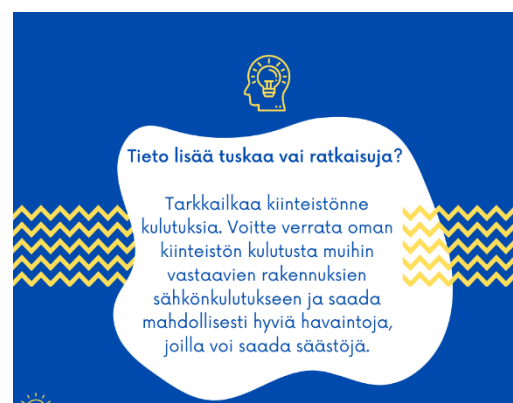 Tieto lisää tuskaa vai ratkaisuja?
Tarkkailkaa kiinteistönne
kulutuksia. Voitte verrata oman
kiinteistön kulutusta muihin
vastaavien rakennuksien
sähkönkulutukseen ja saada
mahdollisesti hyviä havaintoja,
joilla voi saada säästöjä.